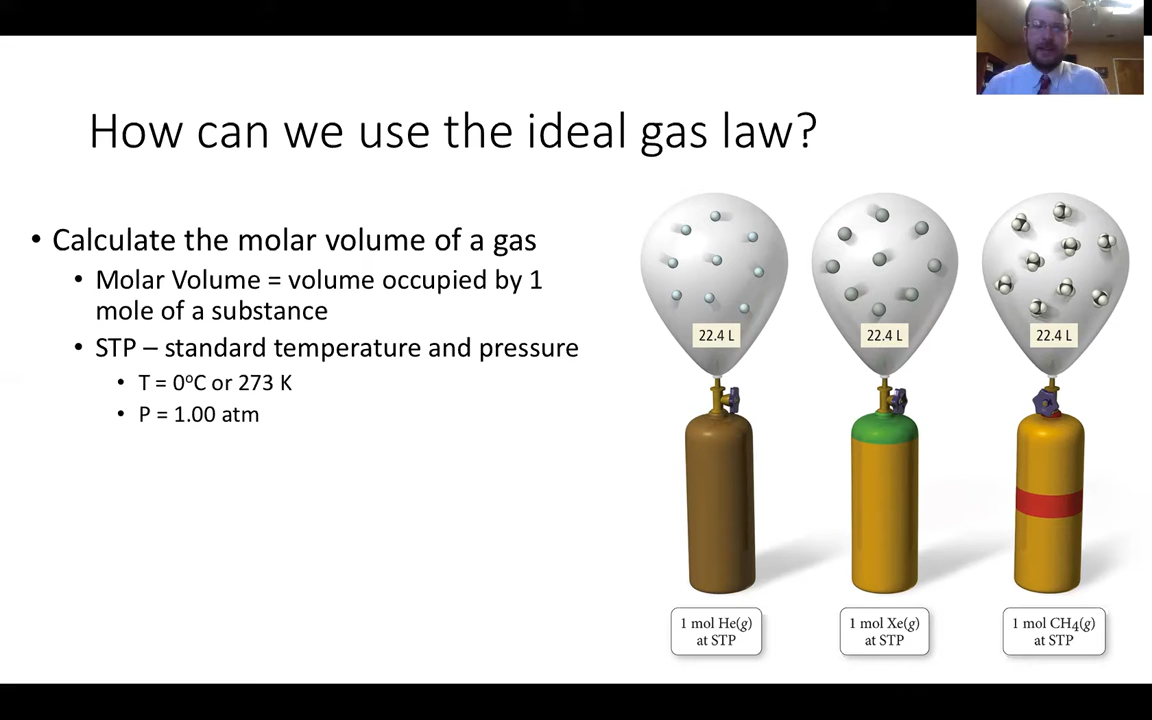 How can we use the ideal gas law?
• Calculate the molar volume of a gas
• Molar Volume = volume occupied by 1
mole of a substance
• STP – standard temperature and pressure
• T = 0ºC or 273 K
• P = 1.00 atm
22.4 L
22.4 L
22.4 L
1 mol He(g)
at STP
1 mol Xe(g)
at STP
1 mol CH₄(g)
at STP